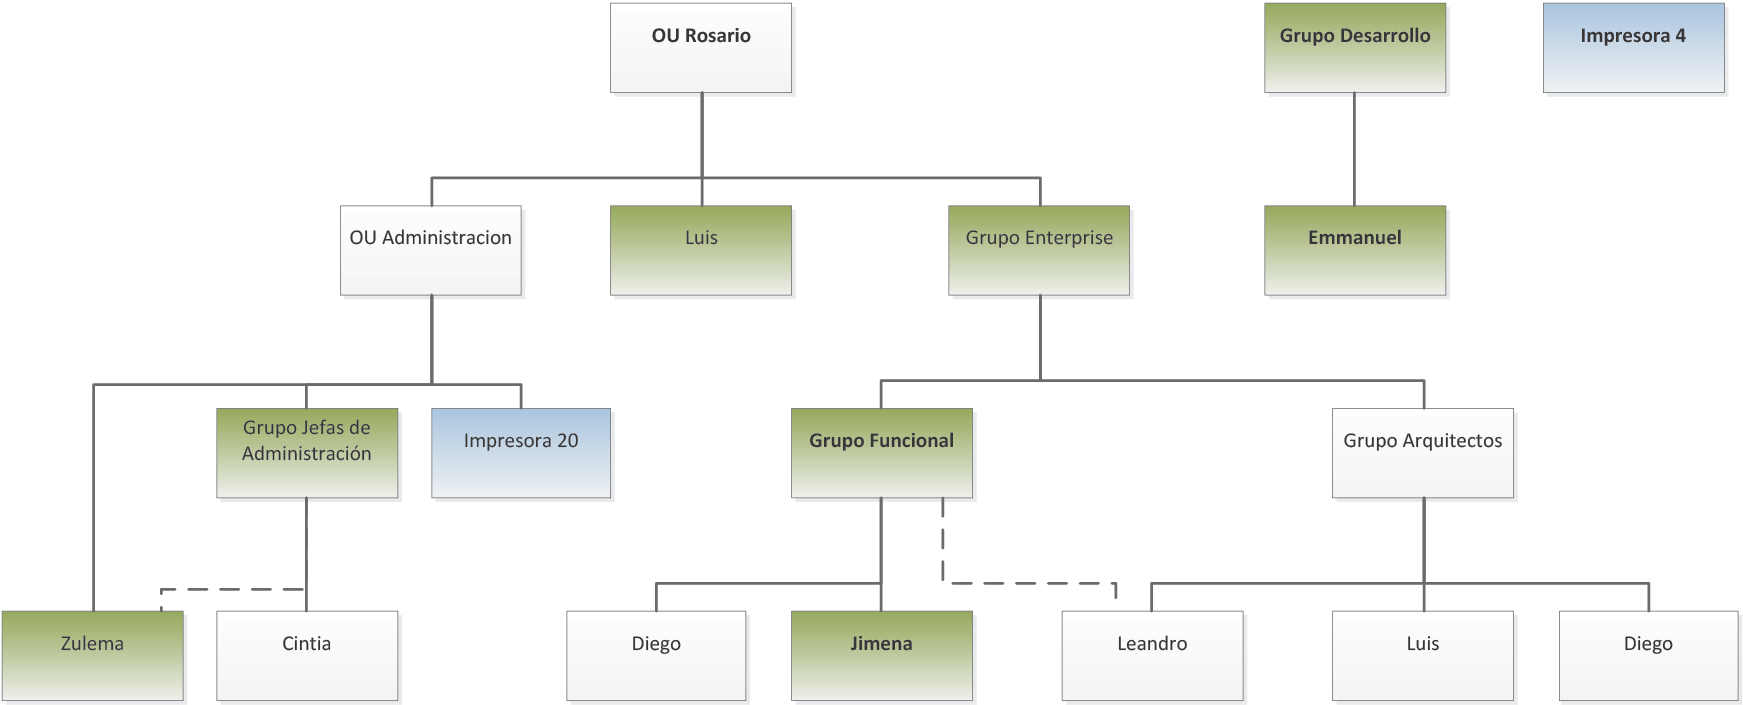 OU Rosario
Grupo Desarrollo
Impresora 4
OU Administracion
Luis
Grupo Enterprise
Emmanuel
Grupo Jefas de
Administración
Impresora 20
Grupo Funcional
Grupo Arquitectos
Zulema
Cintia
Diego
Jimena
Leandro
Luis
Diego